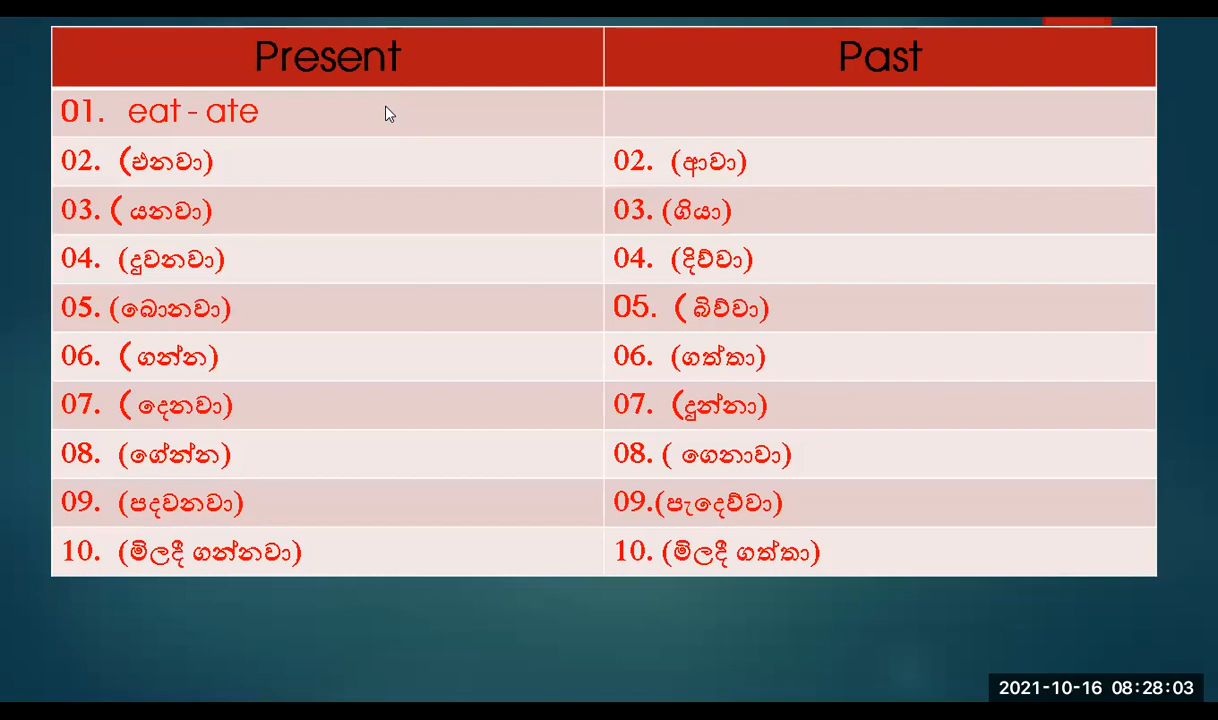 Present Past
01. eat - ate
02. (එනවා) 02. (ආවා)
03. ( යනවා) 03. (ගියා)
04. (දුවනවා) 04. (දිව්වා)
05. (බොනවා) 05. ( බිව්වා)
06. ( ගන්න) 06. (ගත්තා)
07. ( දෙනවා) 07. (දුන්නා)
08. (ගේන්න) 08. ( ගෙනාවා)
09. (පදවනවා) 09.(පැදෙව්වා)
10. (මිලදී ගන්නවා) 10. (මිලදී ගත්තා)
2021-10-16 08:28:03